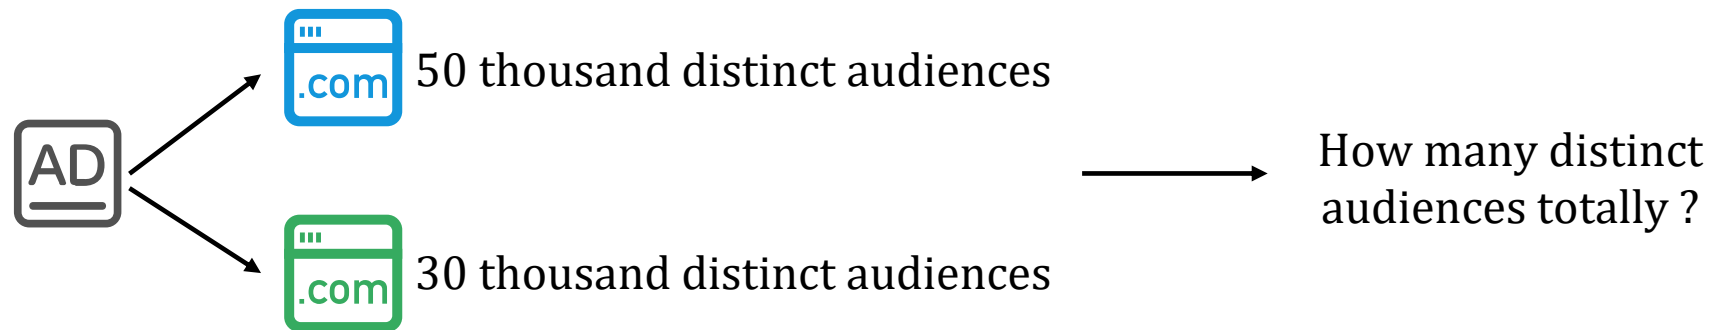 .com
50 thousand distinct audiences
AD
How many distinct
audiences totally ?
.com
30 thousand distinct audiences